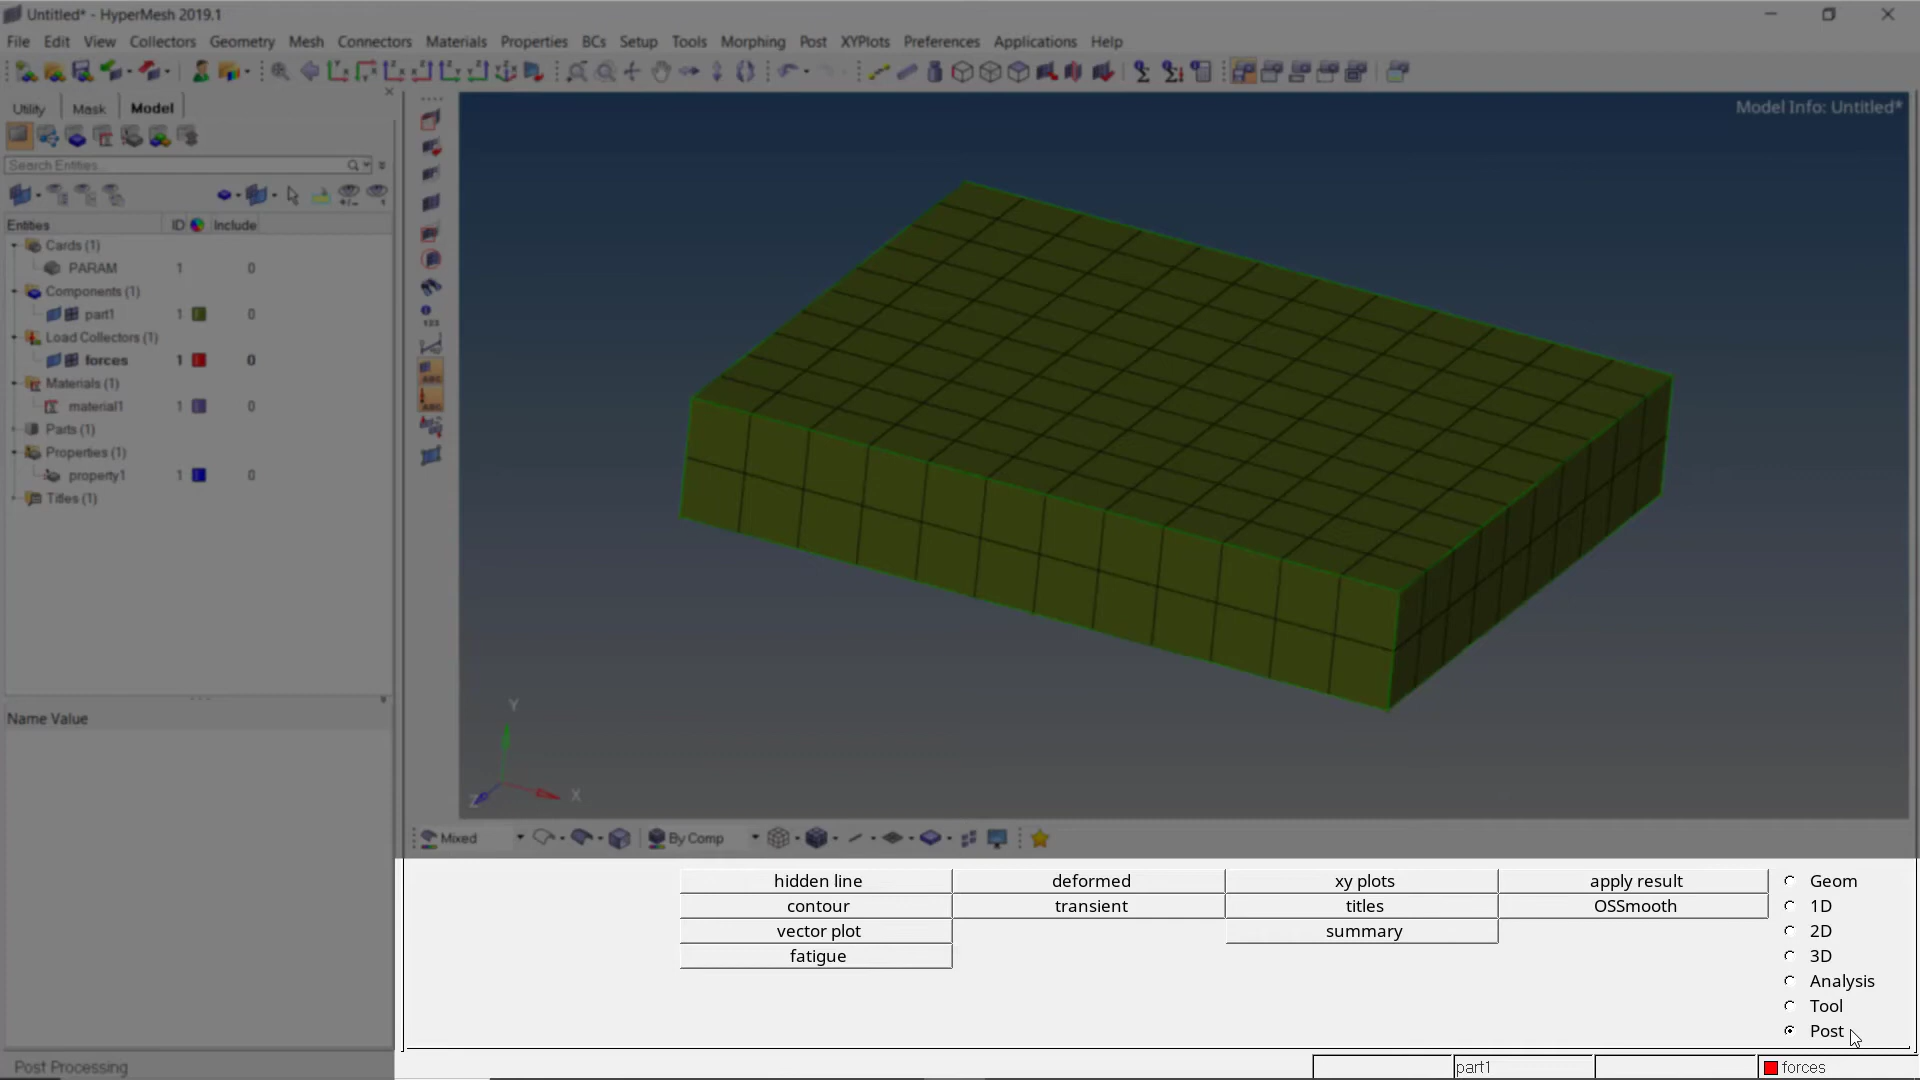 Untitled* - HyperMesh 2019.1
File Edit View Collectors Geometry Mesh Connectors Materials Properties BCs Setup Tools Morphing Post XYPlots Preferences Applications Help
Utility Mask Model
Model Info: Untitled*
Search Entities...
Entities ID Include
Cards (1)
PARAM 1 0
Components (1)
part1 1 0
Load Collectors (1)
forces 1 0
Materials (1)
material1 1 0
Parts (1)
Properties (1)
property1 1 0
Titles (1)
123
ABC
ABC
Name Value
Y
Z X
Mixed By Comp
hidden line deformed xy plots apply result Geom
contour transient titles OSSmooth 1D
vector plot summary 2D
fatigue 3D
Analysis
Tool
Post
Post Processing part1 forces